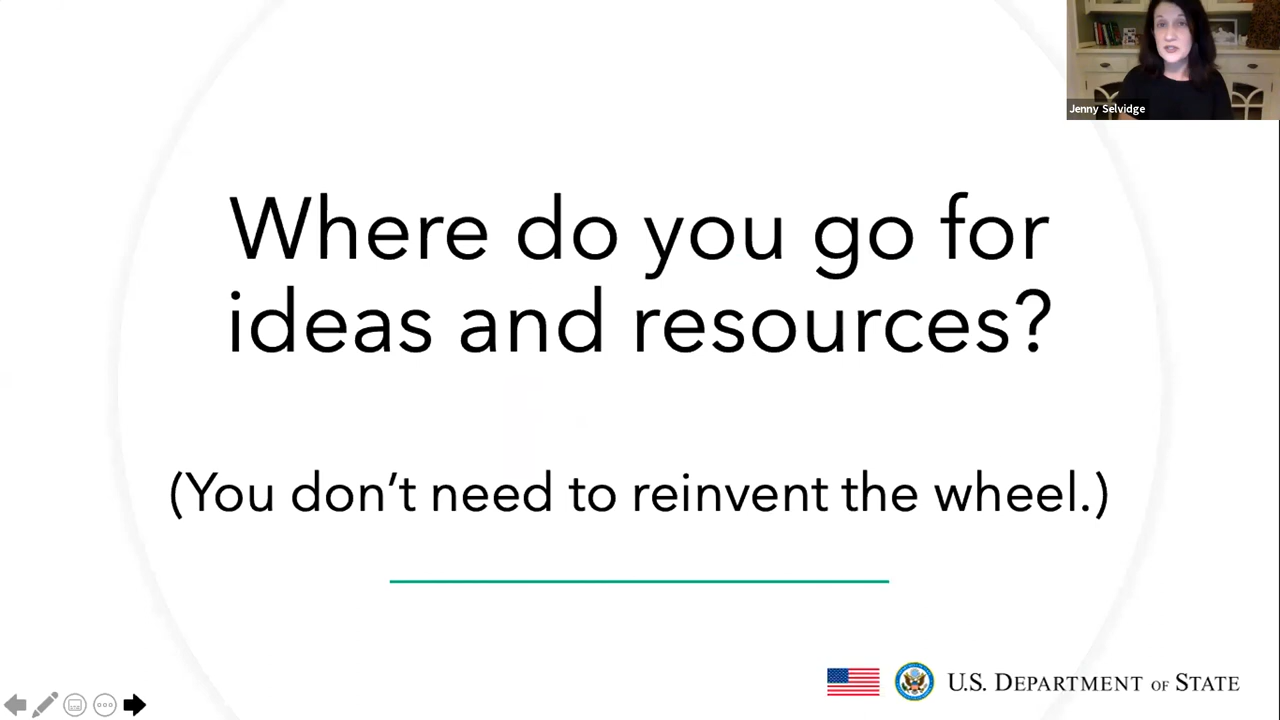 Jenny Selvidge
Where do you go for
ideas and resources?
(You don’t need to reinvent the wheel.)
U.S. DEPARTMENT OF STATE